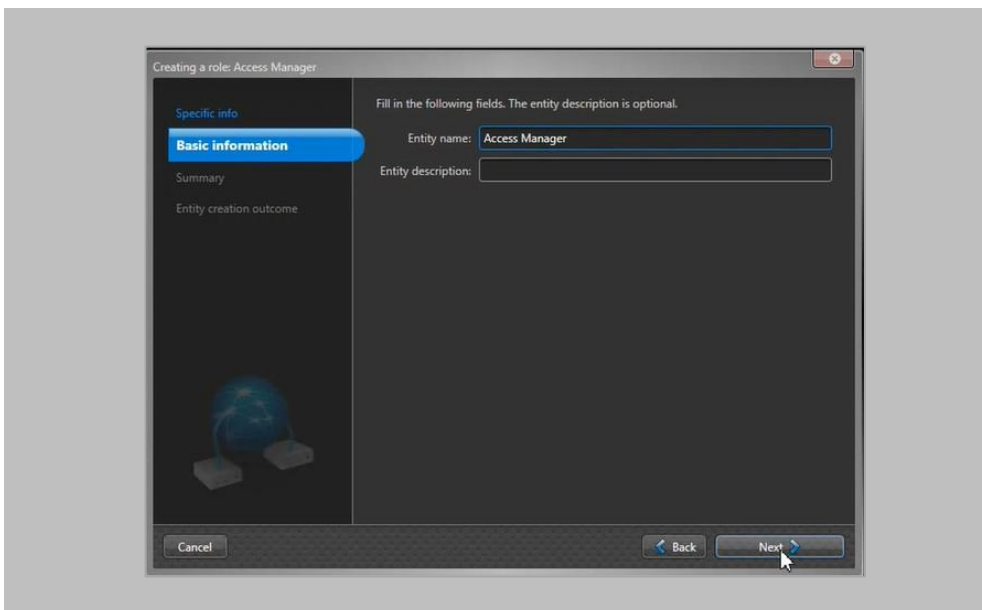 Creating a role: Access Manager
Specific info
Basic information
Summary
Entity creation outcome
Fill in the following fields. The entity description is optional.
Entity name: Access Manager
Entity description:
Cancel
Back
Next